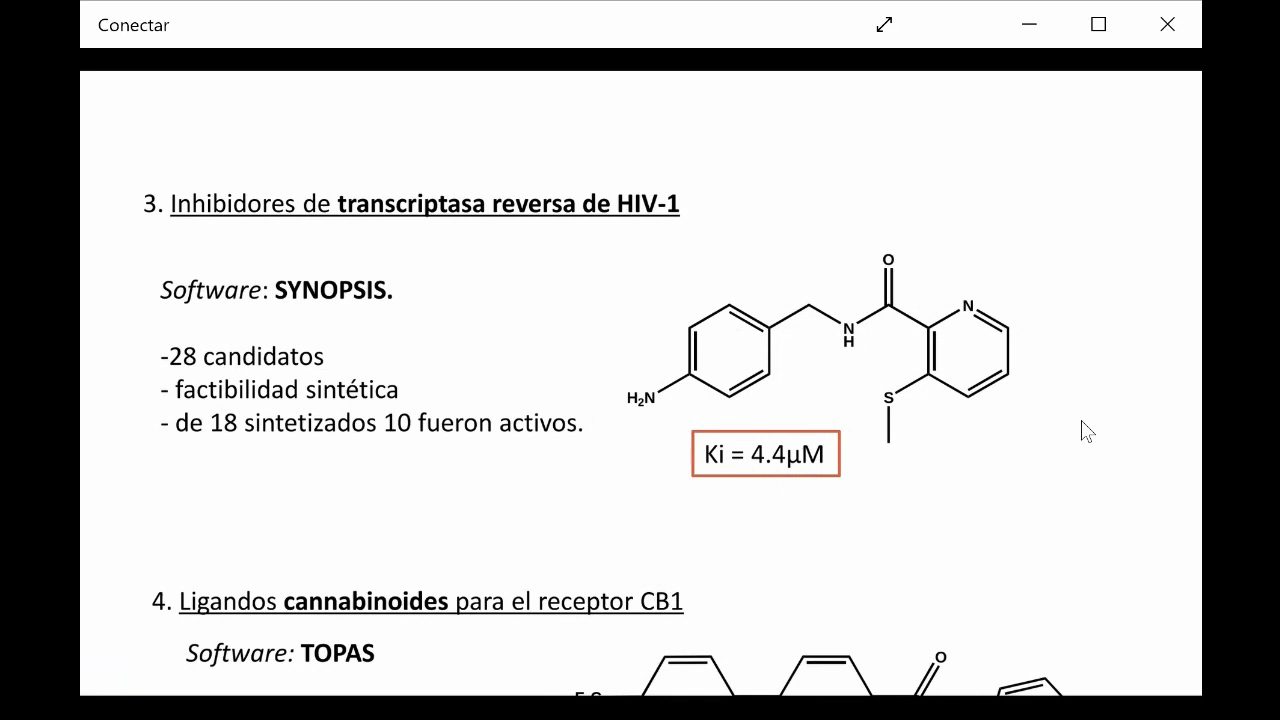 Conectar
3. Inhibidores de transcriptasa reversa de HIV-1
Software: SYNOPSIS.
-28 candidatos
- factibilidad sintética
- de 18 sintetizados 10 fueron activos.
O
N
N
H
H₂N
S
Ki = 4.4µM
4. Ligandos cannabinoides para el receptor CB1
Software: TOPAS
O